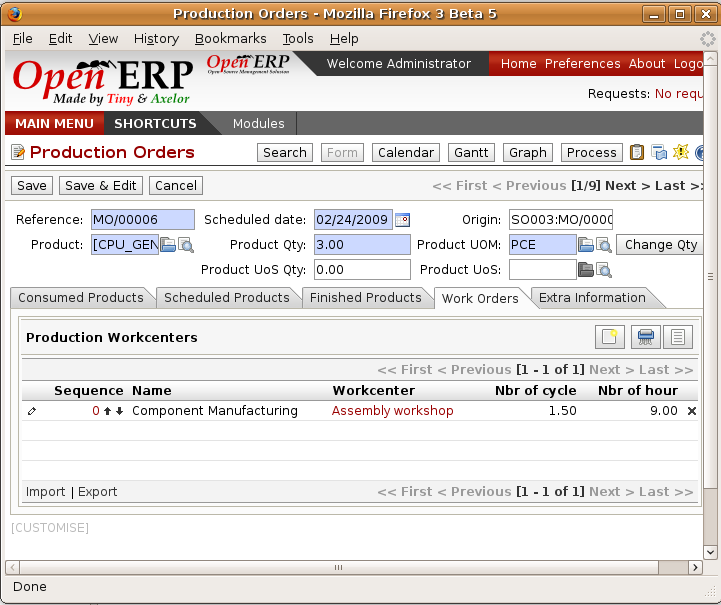 Production Orders - Mozilla Firefox 3 Beta 5
File Edit View History Bookmarks Tools Help
Open ERP
Made by Tiny & Axelor
Open ERP
Open Source Management Solution
Welcome Administrator
Home Preferences About Logo
Requests: No requ
MAIN MENU SHORTCUTS Modules
Production Orders Search Form Calendar Gantt Graph Process
Save Save & Edit Cancel << First < Previous [1/9] Next > Last >>
Reference: MO/00006 Scheduled date: 02/24/2009 Origin: SO003:MO/0000
Product: [CPU_GEN Product Qty: 3.00 Product UOM: PCE Change Qty
Product UoS Qty: 0.00 Product UoS:
Consumed Products Scheduled Products Finished Products Work Orders Extra Information
Production Workcenters
<< First < Previous [1 - 1 of 1] Next > Last >>
Sequence Name Workcenter Nbr of cycle Nbr of hour
0 Component Manufacturing Assembly workshop 1.50 9.00
Import | Export << First < Previous [1 - 1 of 1] Next > Last >>
[CUSTOMISE]
Done